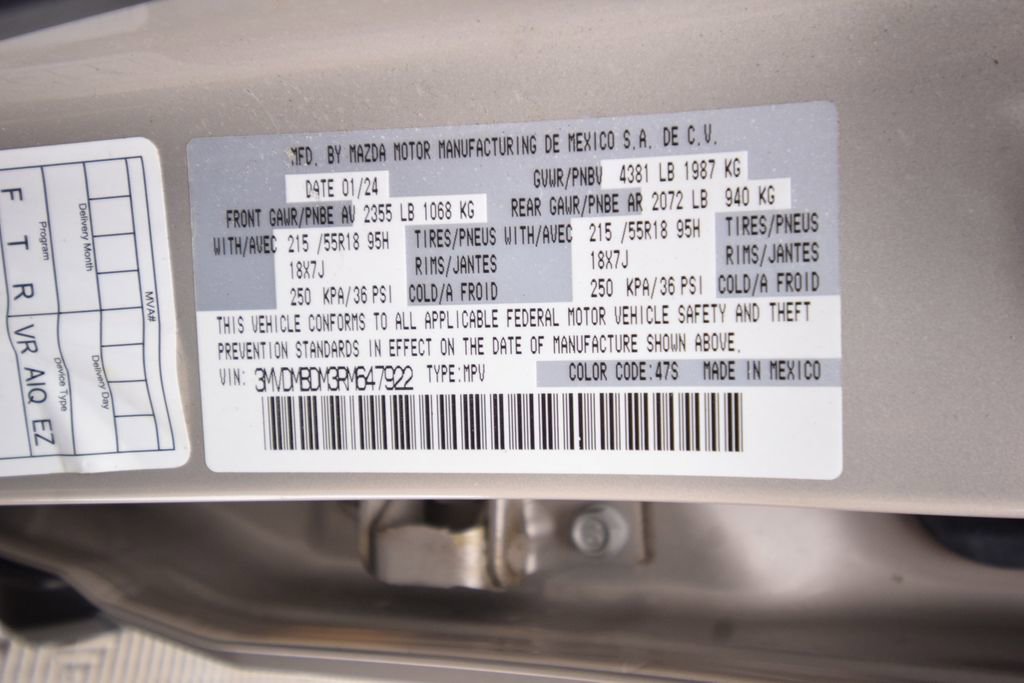 MFD. BY MAZDA MOTOR MANUFACTURING DE MEXICO S.A. DE C.V.
DATE 01/24 GVWR/PNBV 4381 LB 1987 KG
FRONT GAWR/PNBE AV 2355 LB 1068 KG REAR GAWR/PNBE AR 2072 LB 940 KG
WITH/AVEC 215 /55R18 95H TIRES/PNEUS WITH/AVEC 215 /55R18 95H TIRES/PNEUS
18X7J RIMS/JANTES 18X7J RIMS/JANTES
250 KPA/36 PSI COLD/A FROID 250 KPA/36 PSI COLD/A FROID
THIS VEHICLE CONFORMS TO ALL APPLICABLE FEDERAL MOTOR VEHICLE SAFETY AND THEFT
PREVENTION STANDARDS IN EFFECT ON THE DATE OF MANUFACTURE SHOWN ABOVE.
VIN: 3MVDMBDM3RM647922 TYPE:MPV COLOR CODE:47S MADE IN MEXICO
MVA#
Delivery Month
Delivery Day
Program
Device Type
F T R VR AIQ EZ